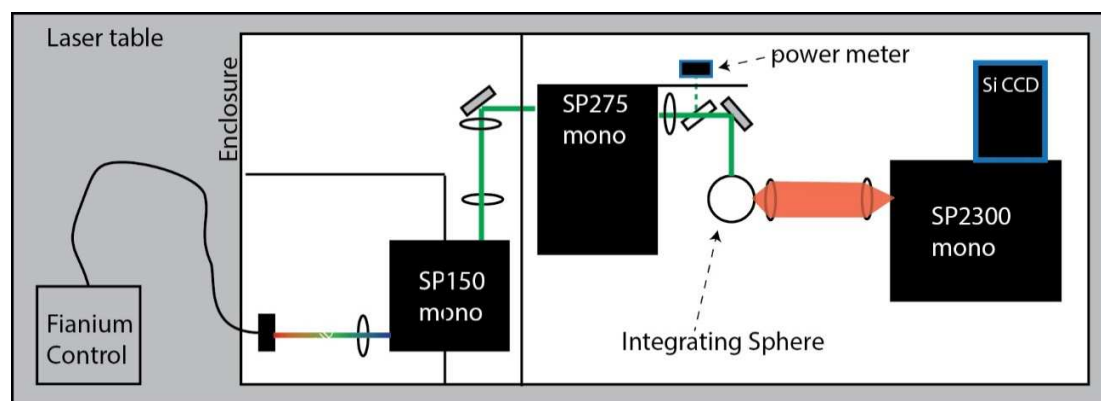 Laser table
Enclosure
power meter
SP275
mono
Si CCD
SP2300
mono
SP150
mono
Fianium
Control
Integrating Sphere